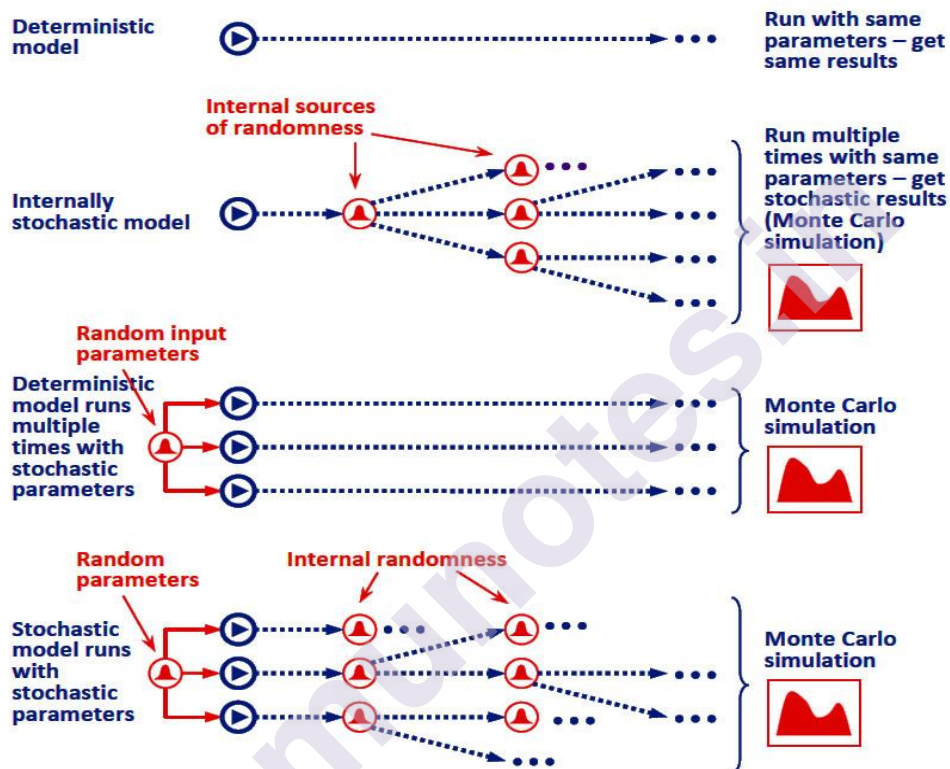 Deterministic
model
Run with same
parameters – get
same results
Internal sources
of randomness
Internally
stochastic model
Run multiple
times with same
parameters – get
stochastic results
(Monte Carlo
simulation)
Random input
parameters
Deterministic
model runs
multiple
times with
stochastic
parameters
Monte Carlo
simulation
Random
parameters
Internal randomness
Stochastic
model runs
with
stochastic
parameters
Monte Carlo
simulation
munotes.in